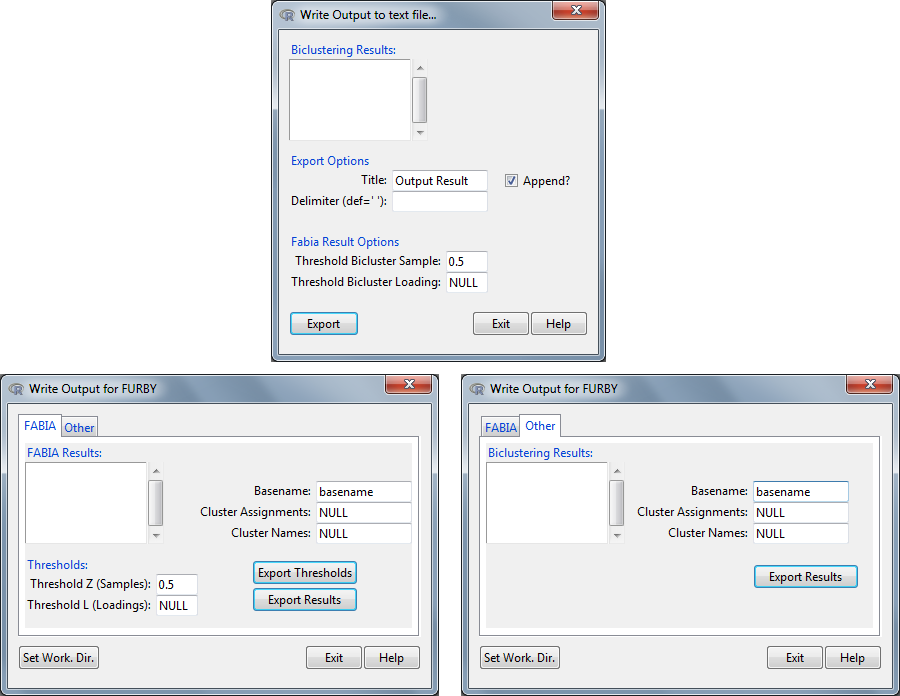 Write Output to text file...
Biclustering Results:
Export Options
Title: Output Result Append?
Delimiter (def=' '):
Fabia Result Options
Threshold Bicluster Sample: 0.5
Threshold Bicluster Loading: NULL
Export Exit Help
Write Output for FURBY
FABIA Other
FABIA Results:
Basename: basename
Cluster Assignments: NULL
Cluster Names: NULL
Thresholds:
Threshold Z (Samples): 0.5
Threshold L (Loadings): NULL
Export Thresholds
Export Results
Set Work. Dir. Exit Help
Write Output for FURBY
FABIA Other
Biclustering Results:
Basename: basename
Cluster Assignments: NULL
Cluster Names: NULL
Export Results
Set Work. Dir. Exit Help